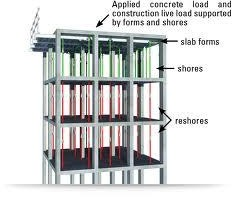 Applied concrete load and
construction live load supported
by forms and shores
slab forms
shores
reshores